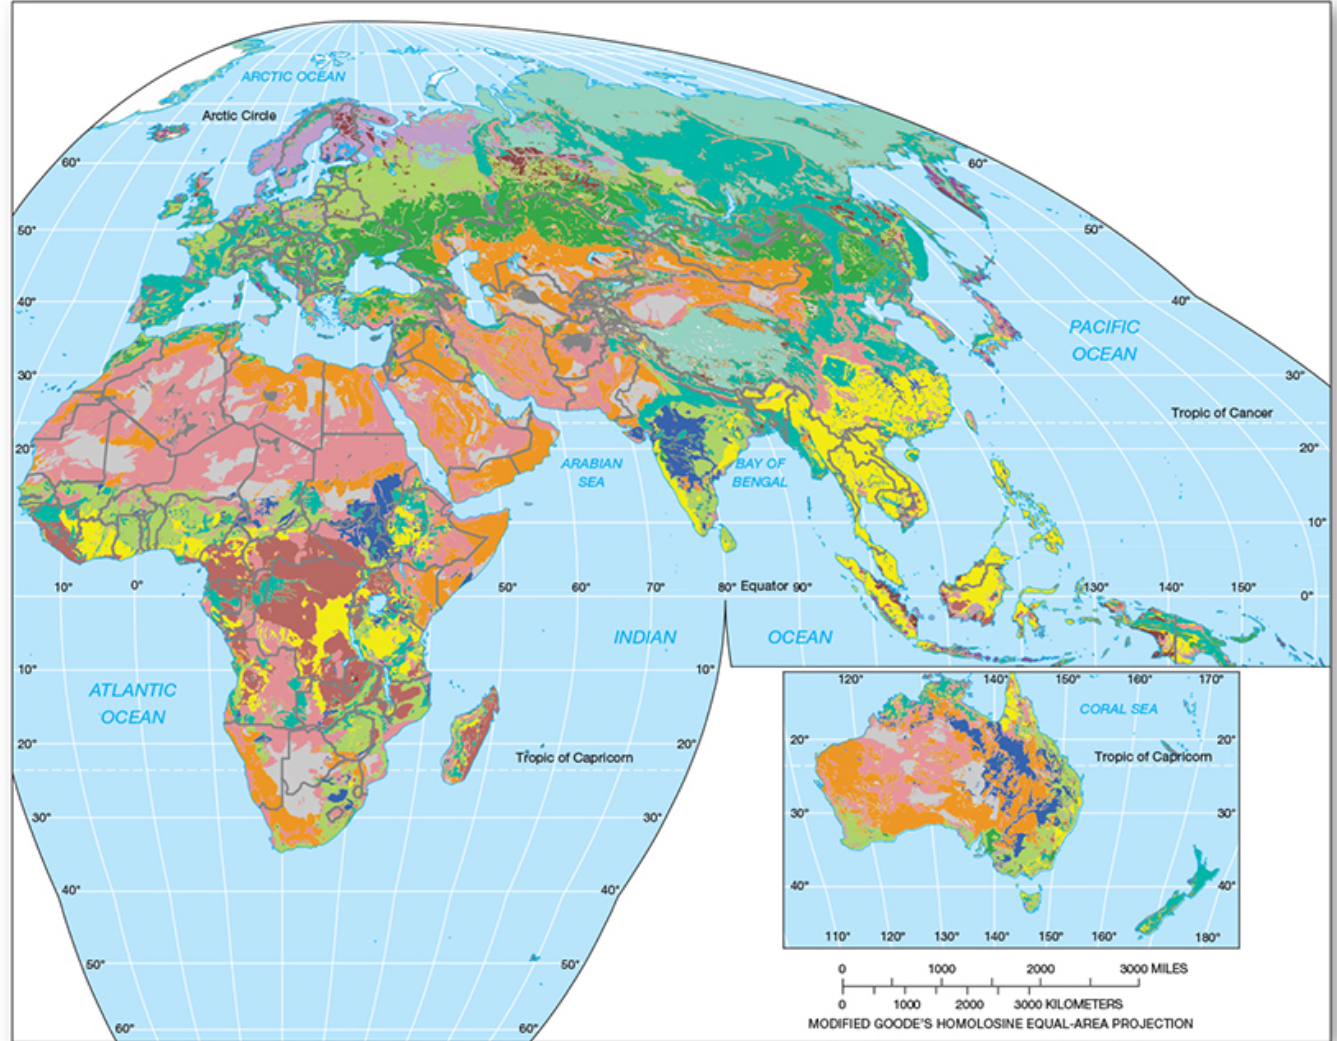 ARCTIC OCEAN
Arctic Circle
60°
60°
50°
50°
40°
40°
PACIFIC
OCEAN
30°
30°
Tropic of Cancer
20°
20°
ARABIAN
SEA
BAY OF
BENGAL
10°
10°
10°
0°
50°
60°
70°
80°
Equator
90°
130°
140°
150°
0°
INDIAN
OCEAN
10°
10°
ATLANTIC
OCEAN
120°
140°
150°
160°
170°
CORAL SEA
20°
20°
20°
Tropic of Capricorn
Tropic of Capricorn
30°
30°
30°
30°
40°
40°
40°
40°
110°
120°
130°
140°
150°
160°
180°
50°
50°
0
1000
2000
3000 MILES
0
1000
2000
3000 KILOMETERS
MODIFIED GOODE'S HOMOLOSINE EQUAL-AREA PROJECTION
60°
60°